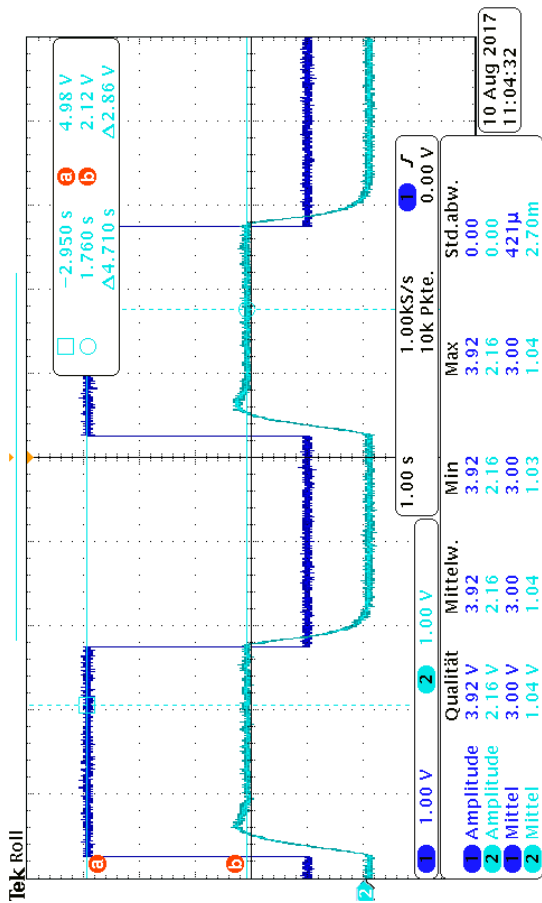 Tek Roll
−2.950 s a 4.98 V
1.760 s b 2.12 V
Δ4.710 s Δ2.86 V
a
b
2
1 1.00 V 2 1.00 V
1.00 s 1.00kS/s 1 ƒ
10k Pkte. 0.00 V
Qualität Mittelw. Min Max Std.abw.
1 Amplitude 3.92 V 3.92 3.92 3.92 0.00
2 Amplitude 2.16 V 2.16 2.16 2.16 0.00
1 Mittel 3.00 V 3.00 3.00 3.00 421µ
2 Mittel 1.04 V 1.04 1.03 1.04 2.70m
10 Aug 2017
11:04:32